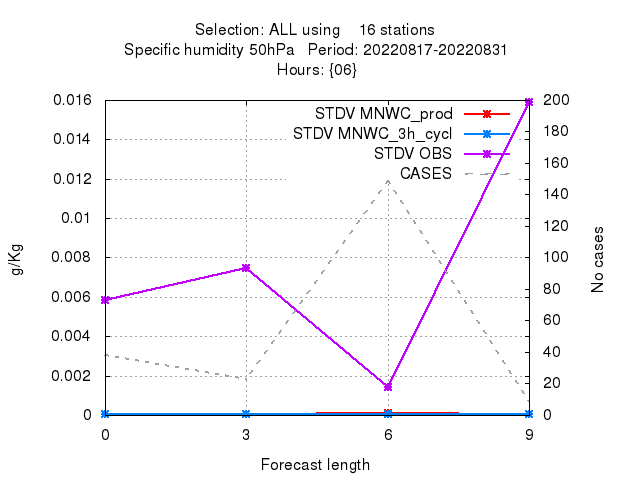 Selection: ALL using 16 stations
Specific humidity 50hPa Period: 20220817-20220831
Hours: {06}
STDV MNWC_prod
STDV MNWC_3h_cycl
STDV OBS
CASES
0.016
0.014
0.012
0.01
0.008
0.006
0.004
0.002
0
200
180
160
140
120
100
80
60
40
20
0
g/Kg
No cases
0 3 6 9
Forecast length